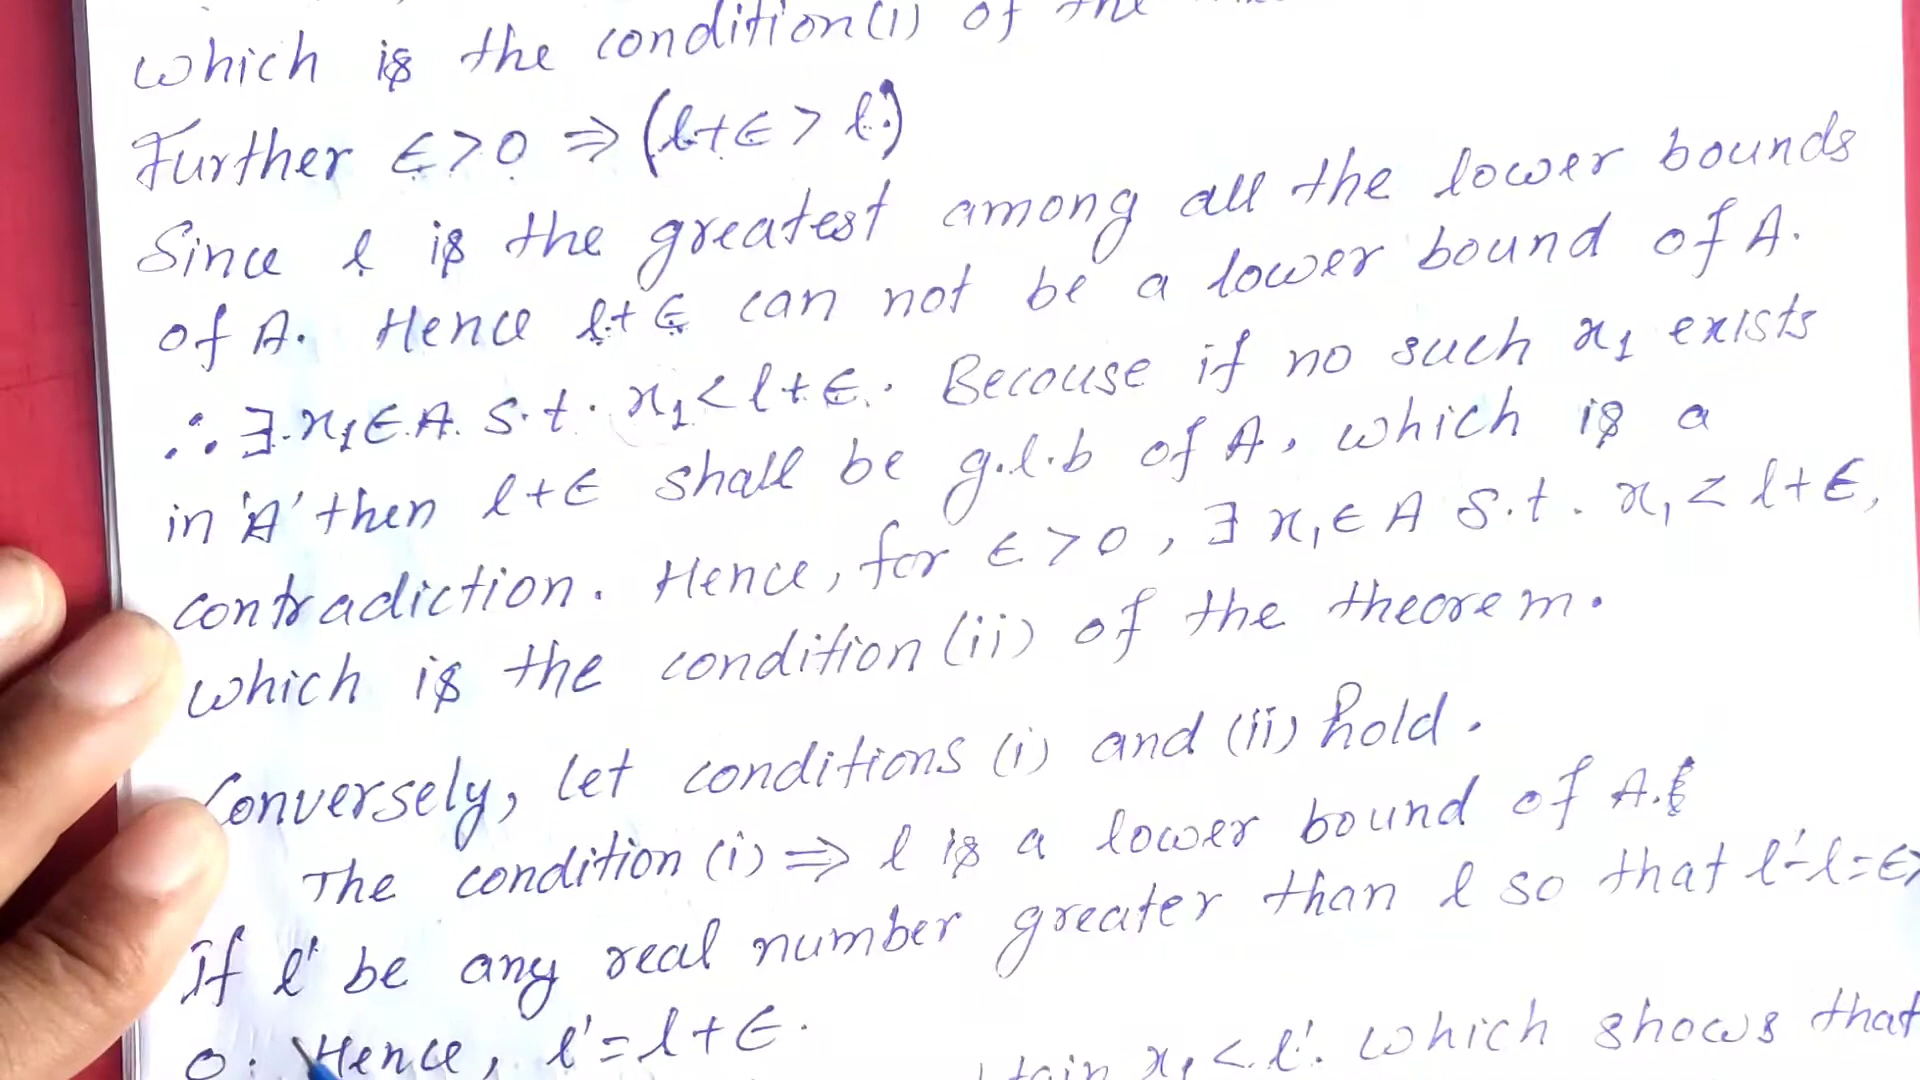 which is the condition (i) of the
Further ∈>0 ⇒ (l+∈ > l.)
Since l is the greatest among all the lower bounds
of A. Hence l+∈ can not be a lower bound of A.
∴ ∃ x₁∈A. S.t. x₁<l+∈. Becouse if no such x₁ exists
in 'A' then l+∈ shall be g.l.b of A, which is a
contradiction. Hence, for ∈>0, ∃ x₁∈A S.t. x₁<l+∈,
which is the condition (ii) of the theorem.
Conversely, let conditions (i) and (ii) hold.
The condition (i) ⇒ l is a lower bound of A.
If l' be any real number greater than l so that l'-l=∈>
0. Hence, l'=l+∈.
x₁<l'. which shows that